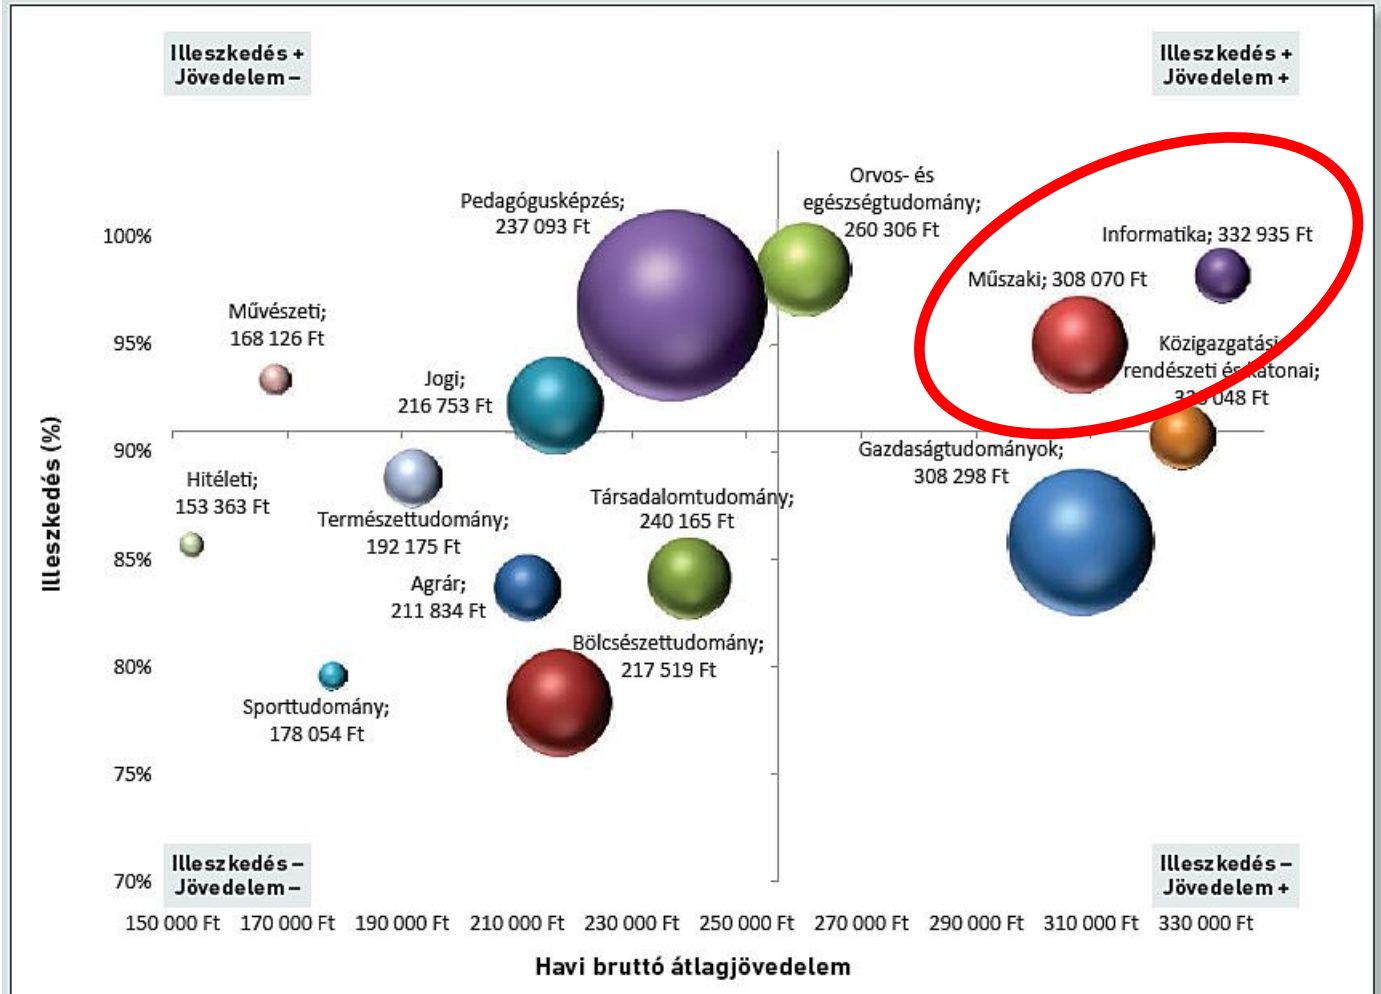 Illeszkedés +
Jövedelem –
Illeszkedés +
Jövedelem +
Orvos- és
egészségtudomány;
260 306 Ft
Pedagógusképzés;
237 093 Ft
Informatika; 332 935 Ft
Műszaki; 308 070 Ft
Művészeti;
168 126 Ft
Közigazgatási,
rendészeti és katonai;
048 Ft
Jogi;
216 753 Ft
Gazdaságtudományok;
308 298 Ft
Hitéleti;
153 363 Ft
Természettudomány;
192 175 Ft
Társadalomtudomány;
240 165 Ft
Agrár;
211 834 Ft
Bölcsészettudomány;
217 519 Ft
Sporttudomány;
178 054 Ft
100%
95%
90%
85%
80%
75%
70%
Illeszkedés (%)
Illeszkedés –
Jövedelem –
Illeszkedés –
Jövedelem +
150 000 Ft 170 000 Ft 190 000 Ft 210 000 Ft 230 000 Ft 250 000 Ft 270 000 Ft 290 000 Ft 310 000 Ft 330 000 Ft
Havi bruttó átlagjövedelem